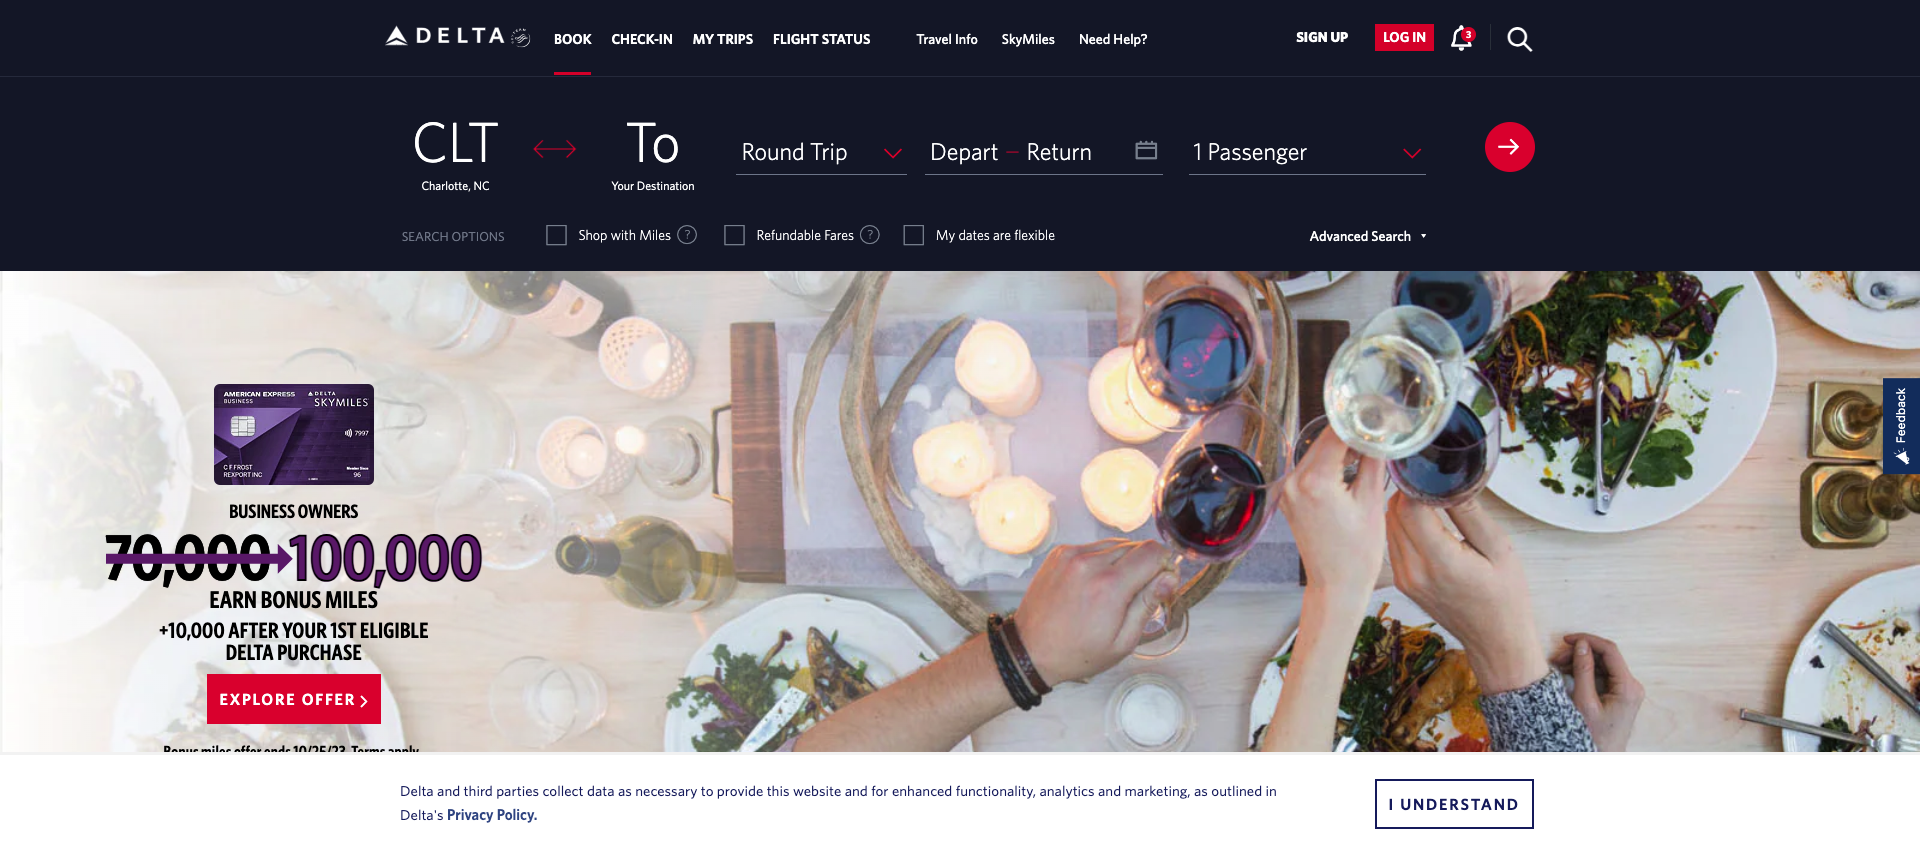 DELTA
BOOK CHECK-IN MY TRIPS FLIGHT STATUS Travel Info SkyMiles Need Help? SIGN UP LOG IN 3
CLT To Round Trip Depart – Return 1 Passenger
Charlotte, NC Your Destination
SEARCH OPTIONS Shop with Miles ? Refundable Fares ? My dates are flexible Advanced Search
AMERICAN EXPRESS DELTA
BUSINESS SKYMILES
7997
C F FROST
REXPORT INC 96
BUSINESS OWNERS
70,000 100,000
EARN BONUS MILES
+10,000 AFTER YOUR 1ST ELIGIBLE
DELTA PURCHASE
EXPLORE OFFER
Bonus miles offer ends 10/25/23. Terms apply.
Feedback
Delta and third parties collect data as necessary to provide this website and for enhanced functionality, analytics and marketing, as outlined in
Delta's Privacy Policy.
I UNDERSTAND